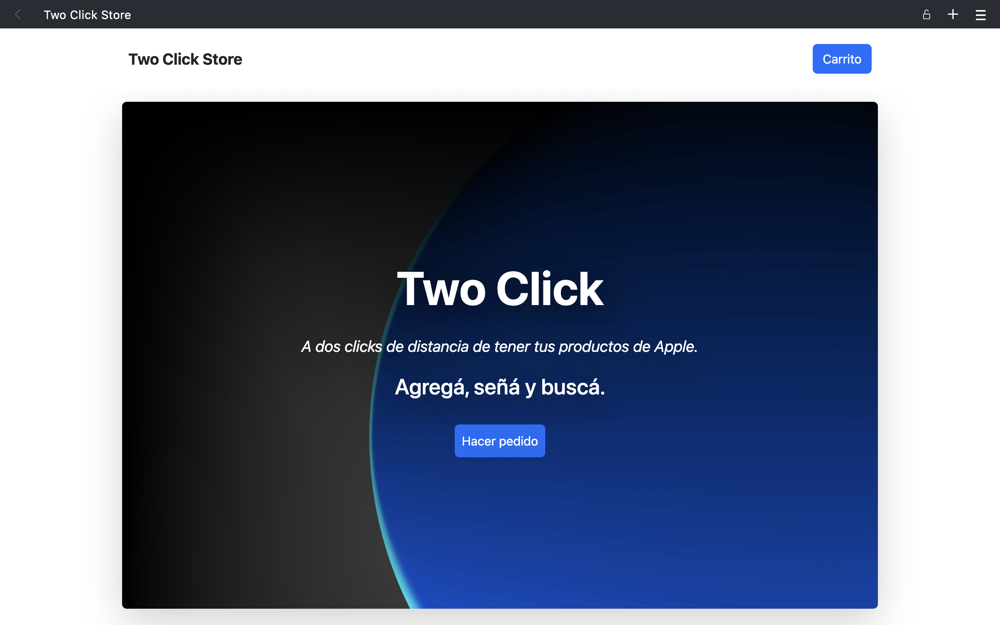 Two Click Store
Two Click Store
Carrito
Two Click
A dos clicks de distancia de tener tus productos de Apple.
Agregá, señá y buscá.
Hacer pedido